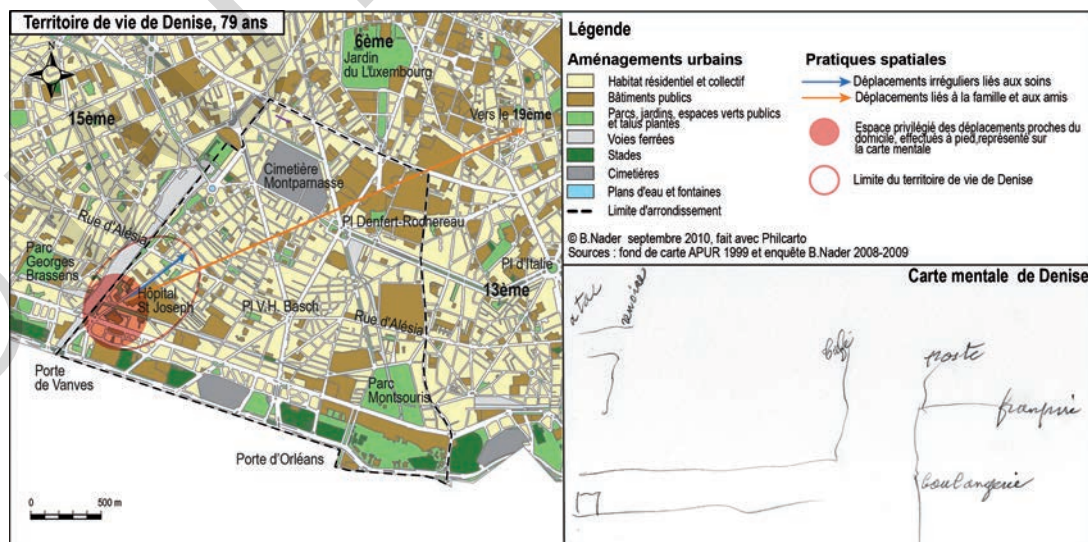 Territoire de vie de Denise, 79 ans
6ème
Jardin
du Luxembourg
Vers le 19ème
15ème
Cimetière
Montparnasse
Pl Denfert-Rochereau
Rue d'Alésia
Parc
Georges
Brassens
Hôpital
St Joseph
Pl V.H. Basch
Pl d'Italie
13ème
Rue d'Alésia
Porte
de Vanves
Parc
Montsouris
Porte d'Orléans
0 500 m
Légende
Aménagements urbains
Habitat résidentiel et collectif
Bâtiments publics
Parcs, jardins, espaces verts publics
et talus plantés
Voies ferrées
Stades
Cimetières
Plans d'eau et fontaines
Limite d'arrondissement
Pratiques spatiales
Déplacements irréguliers liés aux soins
Déplacements liés à la famille et aux amis
Espace privilégié des déplacements proches du
domicile, effectués à pied,représenté sur
la carte mentale
Limite du territoire de vie de Denise
© B.Nader septembre 2010, fait avec Philcarto
Sources : fond de carte APUR 1999 et enquête B.Nader 2008-2009
Carte mentale de Denise
poste
boulangerie